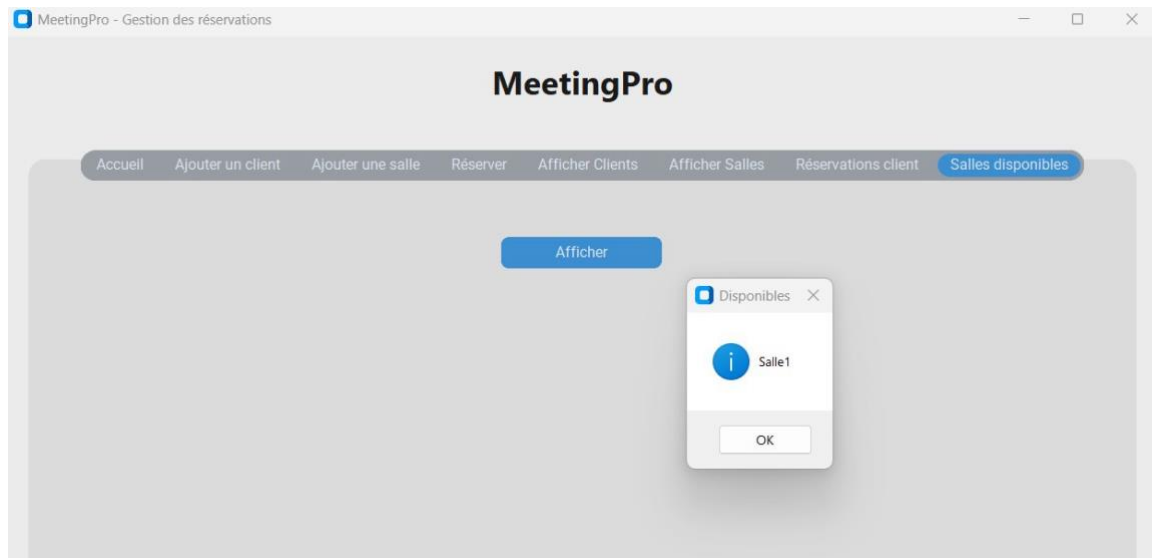 MeetingPro - Gestion des réservations
MeetingPro
Accueil Ajouter un client Ajouter une salle Réserver Afficher Clients Afficher Salles Réservations client Salles disponibles
Afficher
Disponibles
Salle1
OK